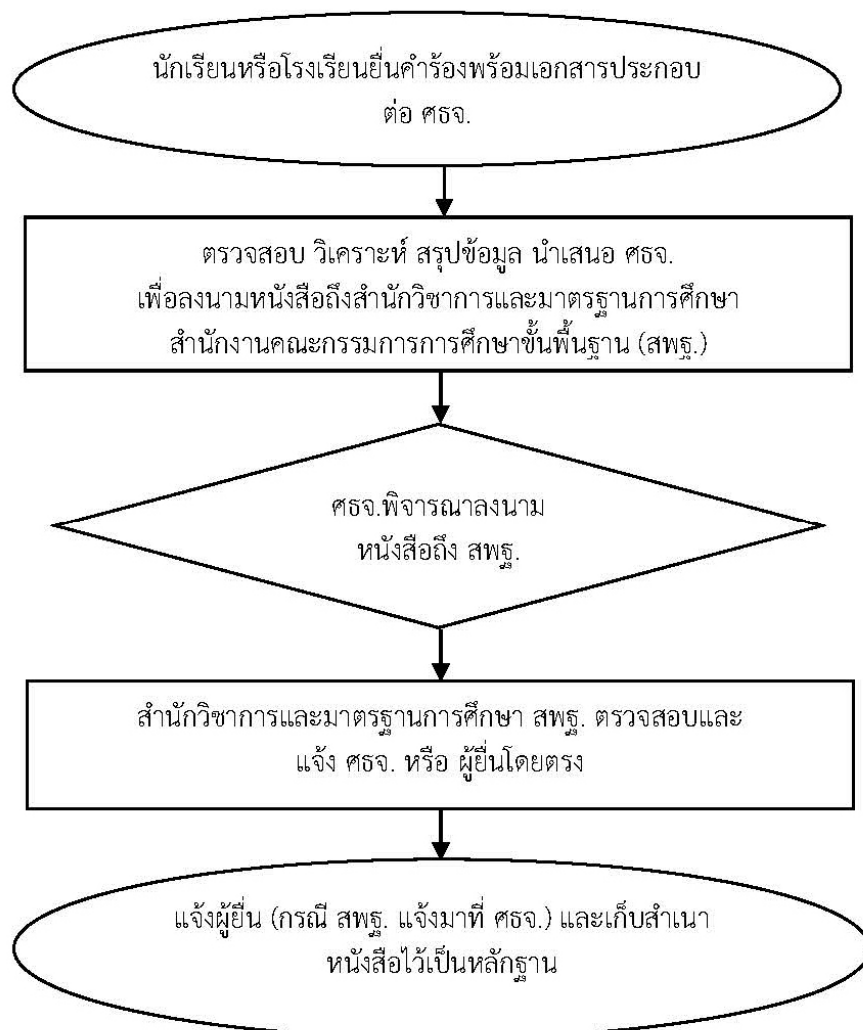 นักเรียนหรือโรงเรียนยื่นคำร้องพร้อมเอกสารประกอบ
ต่อ ศธจ.
ตรวจสอบ วิเคราะห์ สรุปข้อมูล นำเสนอ ศธจ.
เพื่อลงนามหนังสือถึงสำนักวิชาการและมาตรฐานการศึกษา
สำนักงานคณะกรรมการการศึกษาขั้นพื้นฐาน (สพฐ.)
ศธจ.พิจารณาลงนาม
หนังสือถึง สพฐ.
สำนักวิชาการและมาตรฐานการศึกษา สพฐ. ตรวจสอบและ
แจ้ง ศธจ. หรือ ผู้ยื่นโดยตรง
แจ้งผู้ยื่น (กรณี สพฐ. แจ้งมาที่ ศธจ.) และเก็บสำเนา
หนังสือไว้เป็นหลักฐาน